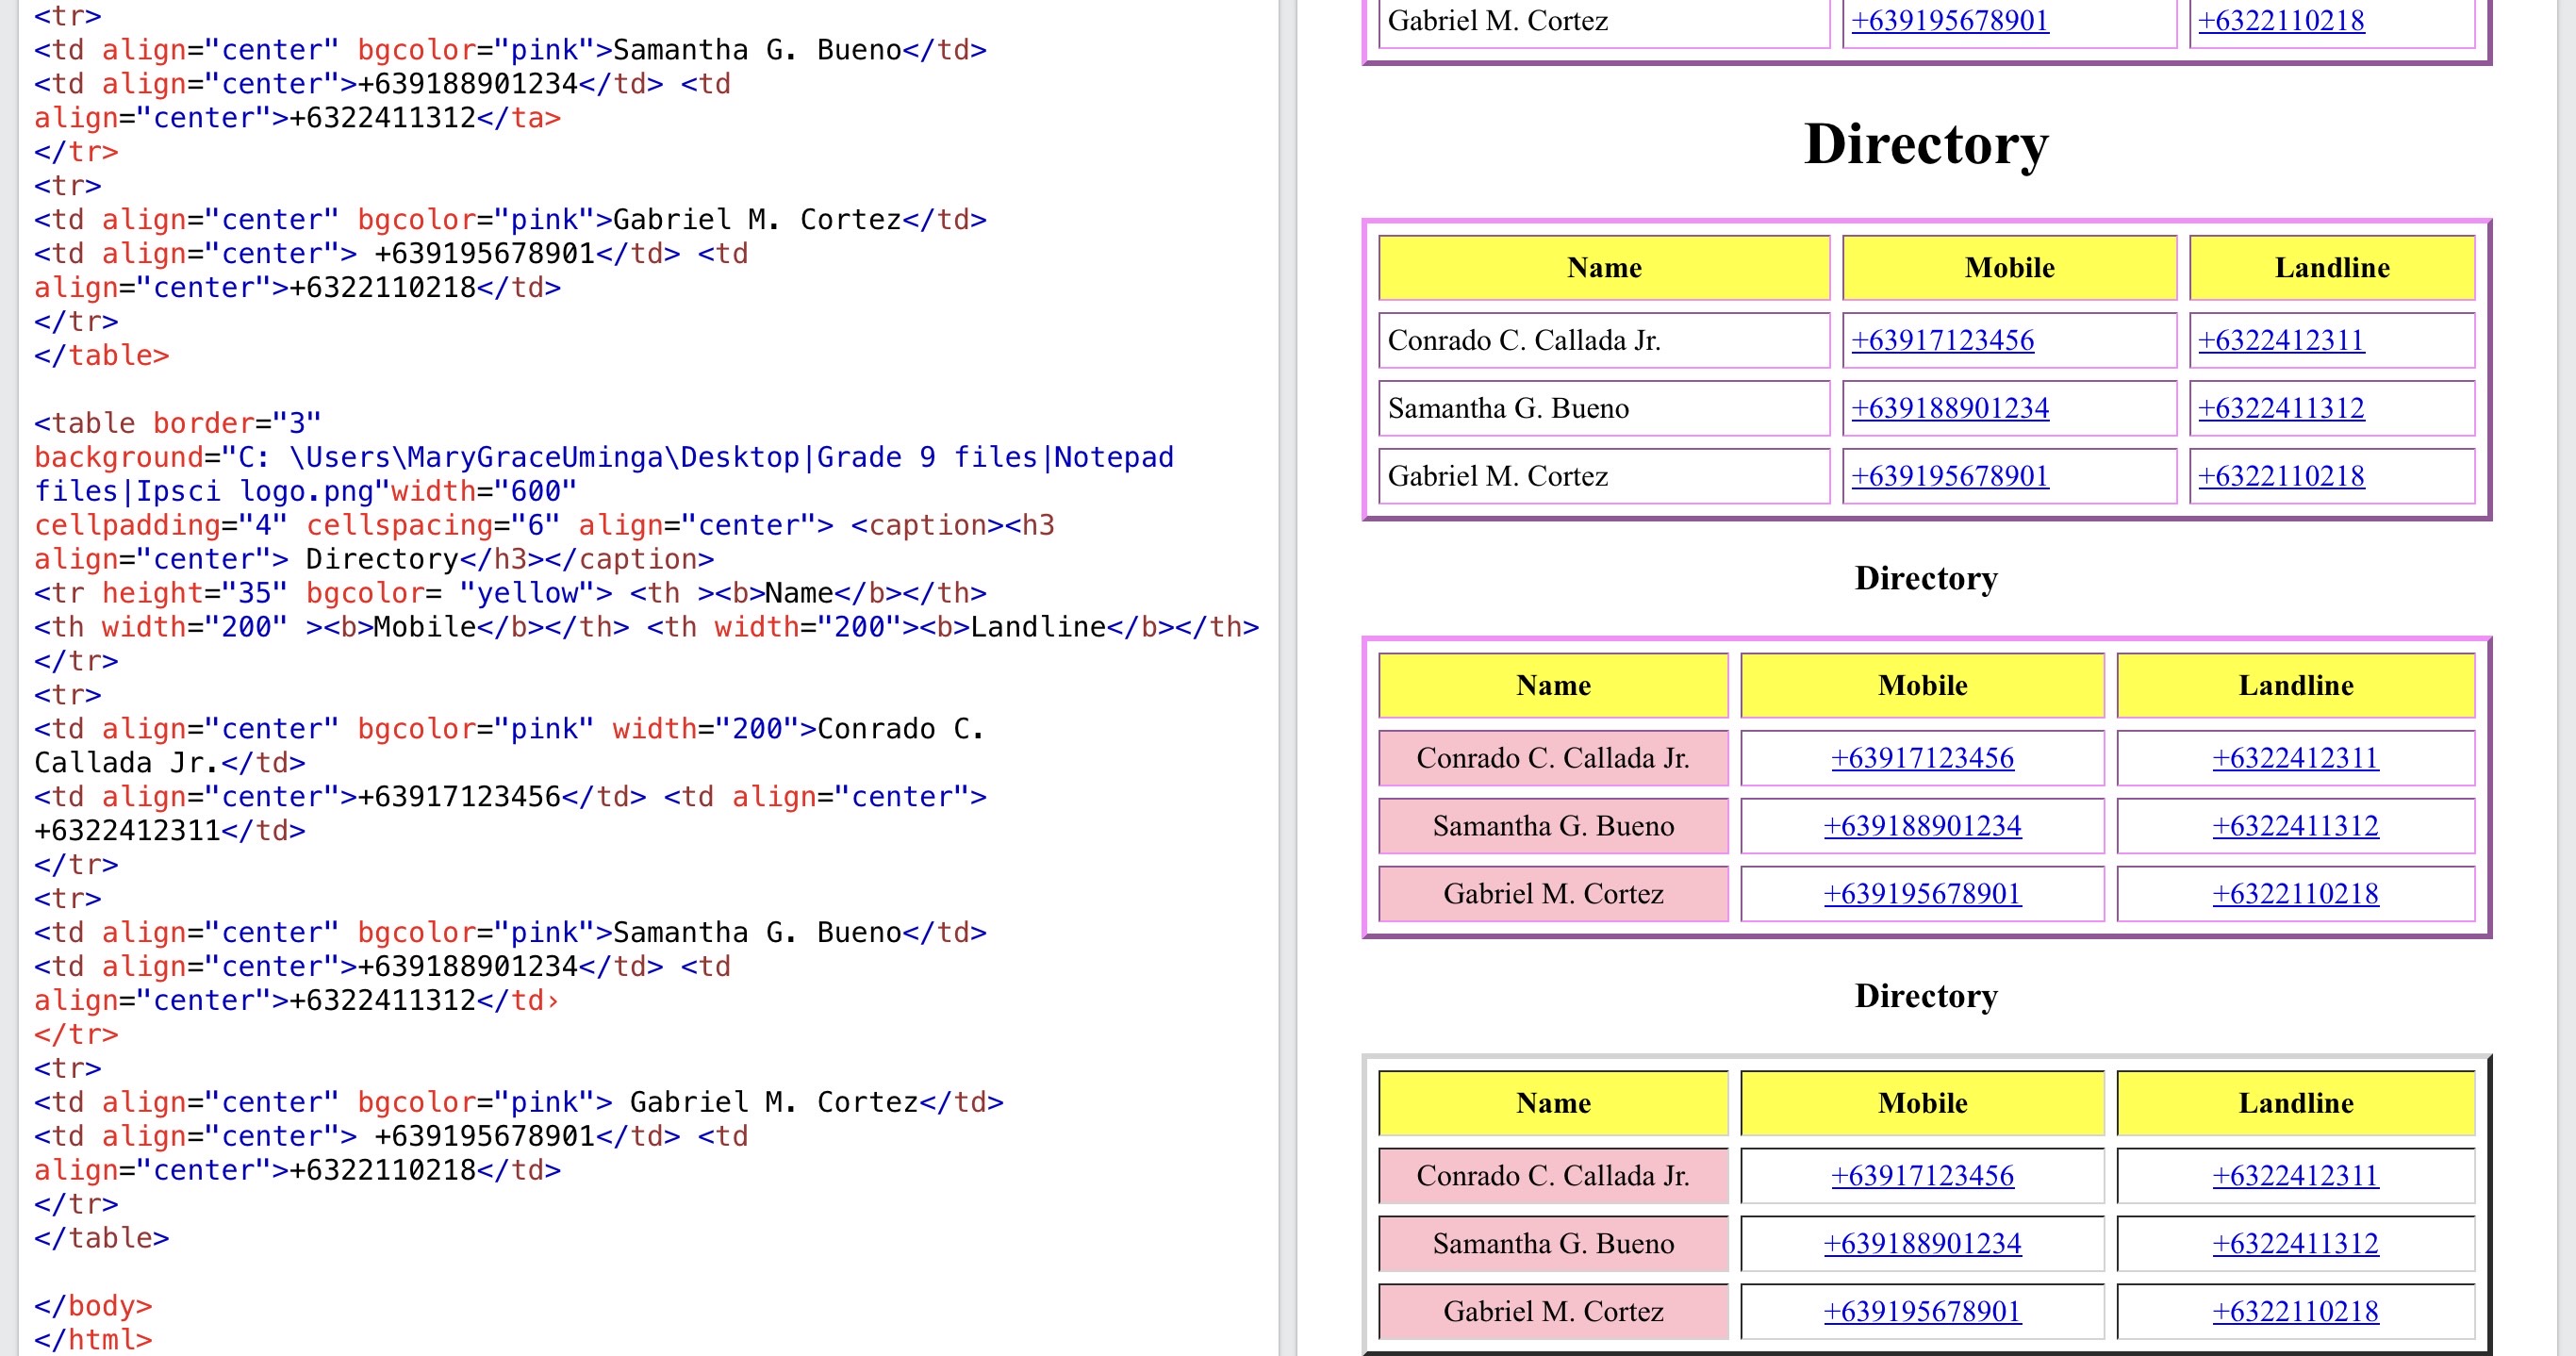 <tr>
<td align="center" bgcolor="pink">Samantha G. Bueno</td>
<td align="center">+639188901234</td> <td
align="center">+6322411312</ta>
</tr>
<tr>
<td align="center" bgcolor="pink">Gabriel M. Cortez</td>
<td align="center"> +639195678901</td> <td
align="center">+6322110218</td>
</tr>
</table>
<table border="3"
background="C: \Users\MaryGraceUminga\Desktop|Grade 9 files|Notepad
files|Ipsci logo.png"width="600"
cellpadding="4" cellspacing="6" align="center"> <caption><h3
align="center"> Directory</h3></caption>
<tr height="35" bgcolor= "yellow"> <th ><b>Name</b></th>
<th width="200" ><b>Mobile</b></th> <th width="200"><b>Landline</b></th>
</tr>
<tr>
<td align="center" bgcolor="pink" width="200">Conrado C.
Callada Jr.</td>
<td align="center">+63917123456</td> <td align="center">
+6322412311</td>
</tr>
<tr>
<td align="center" bgcolor="pink">Samantha G. Bueno</td>
<td align="center">+639188901234</td> <td
align="center">+6322411312</td›
</tr>
<tr>
<td align="center" bgcolor="pink"> Gabriel M. Cortez</td>
<td align="center"> +639195678901</td> <td
align="center">+6322110218</td>
</tr>
</table>
</body>
</html>
Gabriel M. Cortez +639195678901 +6322110218
Directory
Name Mobile Landline
Conrado C. Callada Jr. +63917123456 +6322412311
Samantha G. Bueno +639188901234 +6322411312
Gabriel M. Cortez +639195678901 +6322110218
Directory
Name Mobile Landline
Conrado C. Callada Jr. +63917123456 +6322412311
Samantha G. Bueno +639188901234 +6322411312
Gabriel M. Cortez +639195678901 +6322110218
Directory
Name Mobile Landline
Conrado C. Callada Jr. +63917123456 +6322412311
Samantha G. Bueno +639188901234 +6322411312
Gabriel M. Cortez +639195678901 +6322110218